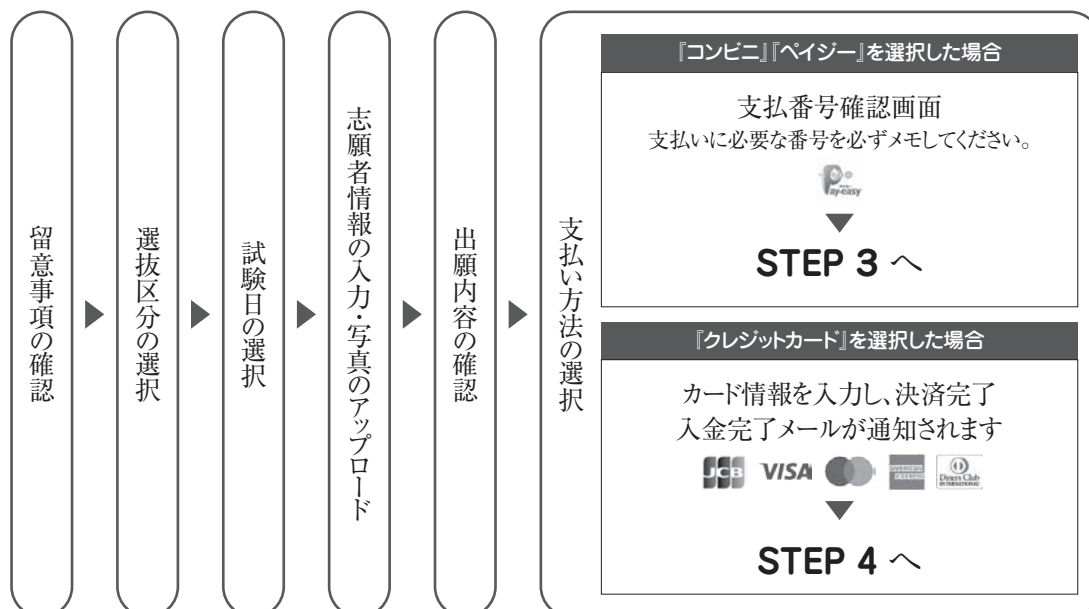 留意事項の確認
選抜区分の選択
試験日の選択
志願者情報の入力・写真のアップロード
出願内容の確認
支払い方法の選択
『コンビニ』『ペイジー』を選択した場合
支払番号確認画面
支払いに必要な番号を必ずメモしてください。
Pay-easy
STEP 3 へ
『クレジットカード』を選択した場合
カード情報を入力し、決済完了
入金完了メールが通知されます
JCB VISA AMERICAN EXPRESS Diners Club INTERNATIONAL
STEP 4 へ